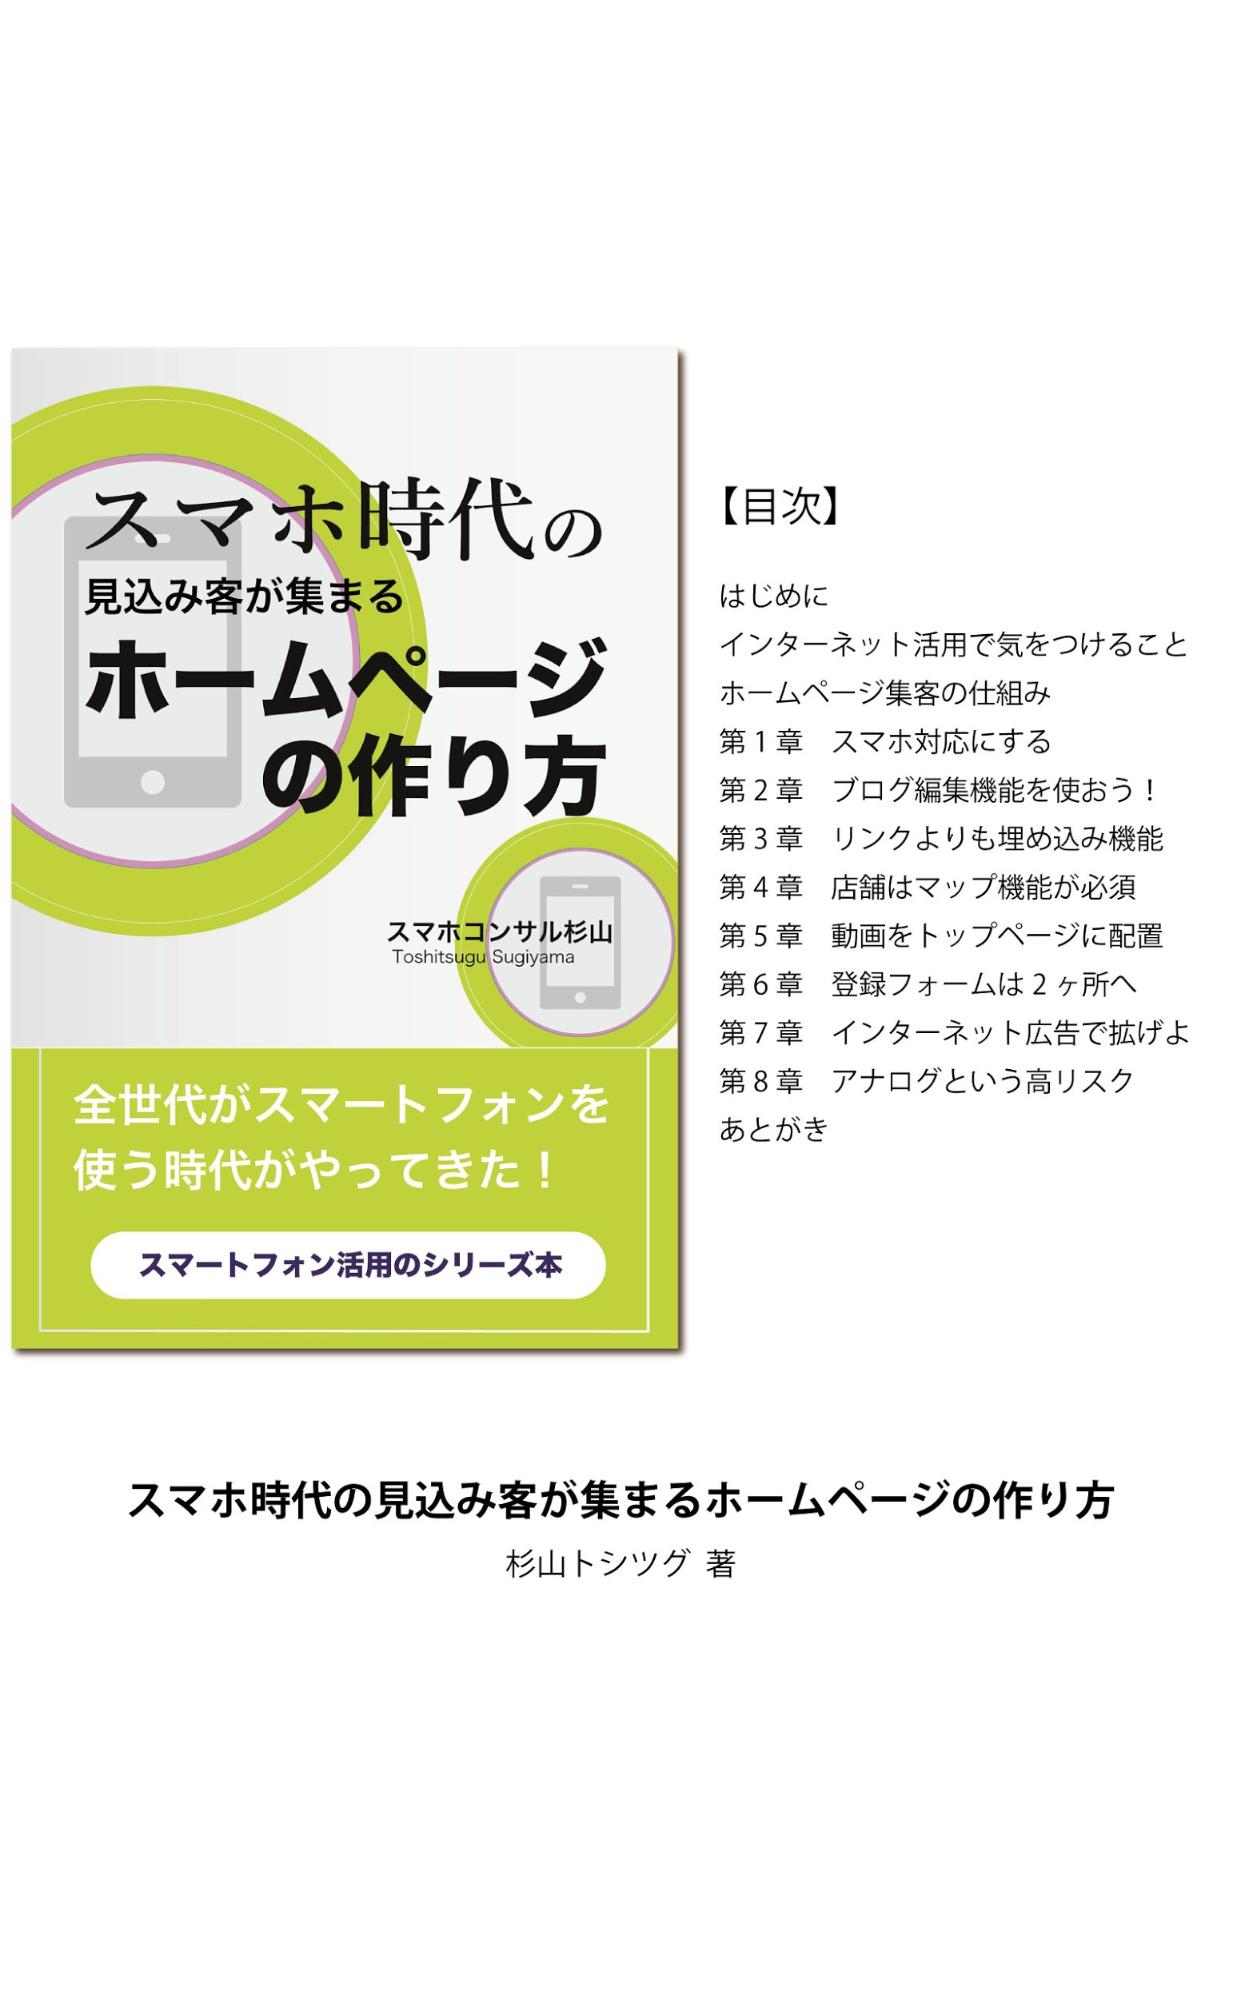 スマホ時代の
見込み客が集まる
ホームページ
の作り方
スマホコンサル杉山
Toshitsugu Sugiyama
全世代がスマートフォンを
使う時代がやってきた！
スマートフォン活用のシリーズ本
【目次】
はじめに
インターネット活用で気をつけること
ホームページ集客の仕組み
第1章　スマホ対応にする
第2章　ブログ編集機能を使おう！
第3章　リンクよりも埋め込み機能
第4章　店舗はマップ機能が必須
第5章　動画をトップページに配置
第6章　登録フォームは2ヶ所へ
第7章　インターネット広告で拡げよ
第8章　アナログという高リスク
あとがき
スマホ時代の見込み客が集まるホームページの作り方
杉山トシツグ 著